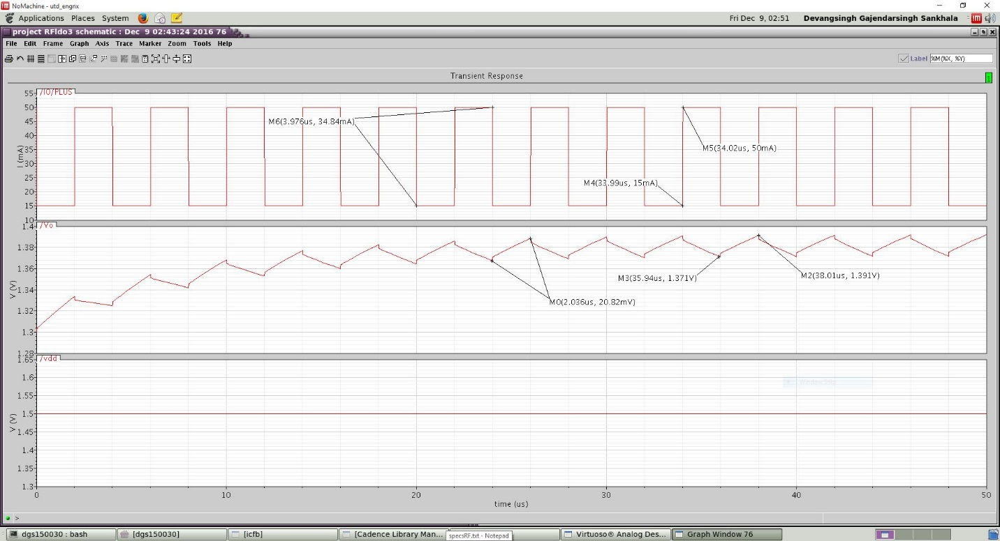 NoMachine - utd_engnx
Applications Places System Fri Dec 9, 02:51 Devangsingh Gajendarsingh Sankhala
project RFldo3 schematic : Dec 9 02:43:24 2016 76
File Edit Frame Graph Axis Trace Marker Zoom Tools Help
Label %M(%X, %Y)
Transient Response
1
/I0/PLUS
55
50
45
40
35
30
25
20
15
10
I (mA)
M6(3.976us, 34.84mA)
M5(34.02us, 50mA)
M4(33.99us, 15mA)
/Vo
1.4
1.38
1.36
1.34
1.32
1.3
1.28
V (V)
M3(35.94us, 1.371V)
M2(38.01us, 1.391V)
M0(2.036us, 20.82mV)
/vdd
1.65
1.6
1.55
1.5
1.45
1.4
1.35
1.3
V (V)
0 10 20 30 40 50
time (us)
>
dgs150030 : bash [dgs150030] [icfb] [Cadence Library Man... specsRF.txt - Notepad Virtuoso® Analog Des... Graph Window 76